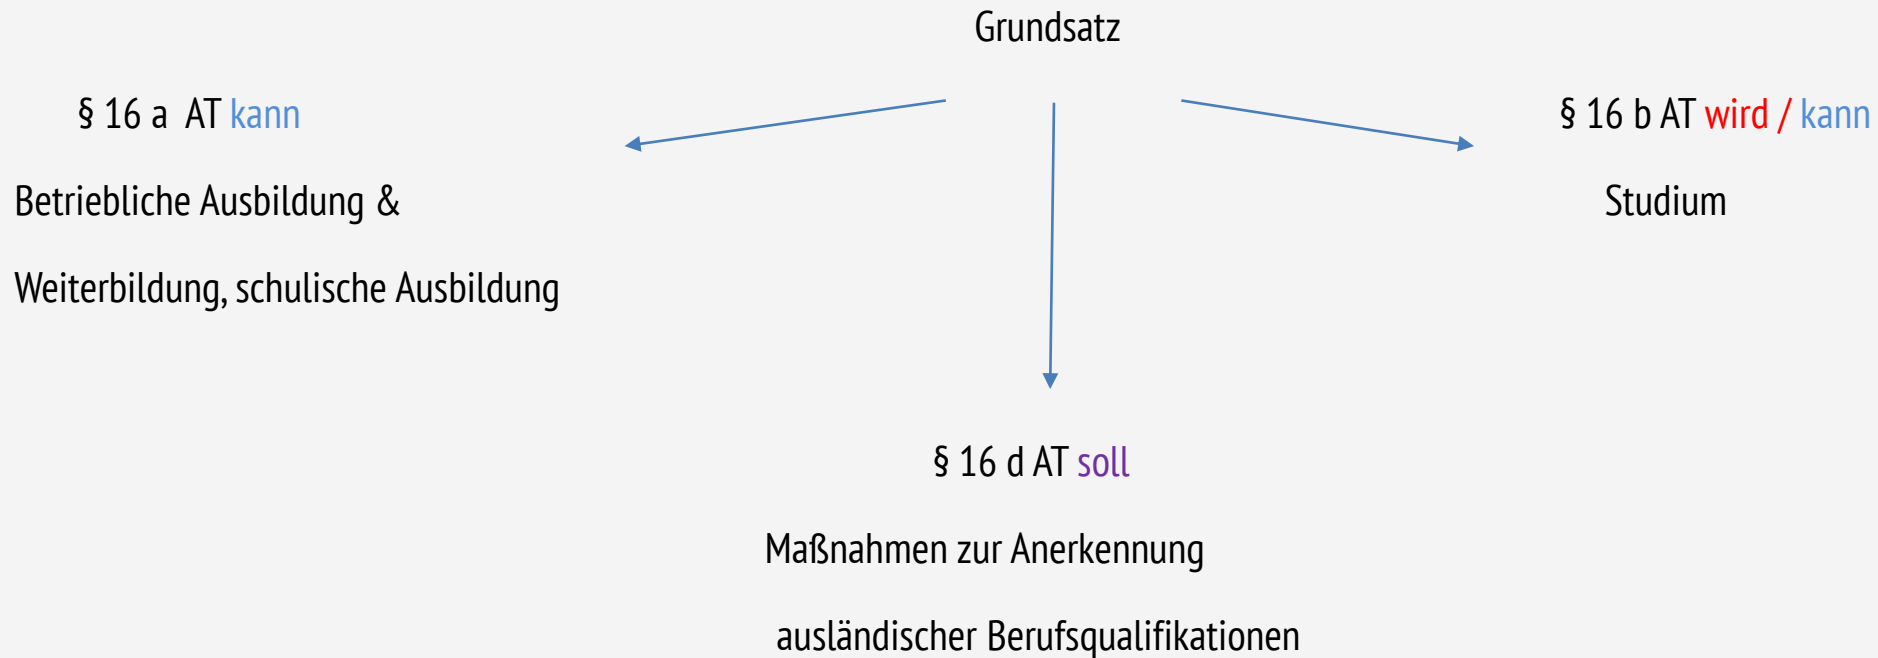 Grundsatz
§ 16 a AT kann
Betriebliche Ausbildung &
Weiterbildung, schulische Ausbildung
§ 16 b AT wird / kann
Studium
§ 16 d AT soll
Maßnahmen zur Anerkennung
ausländischer Berufsqualifikationen